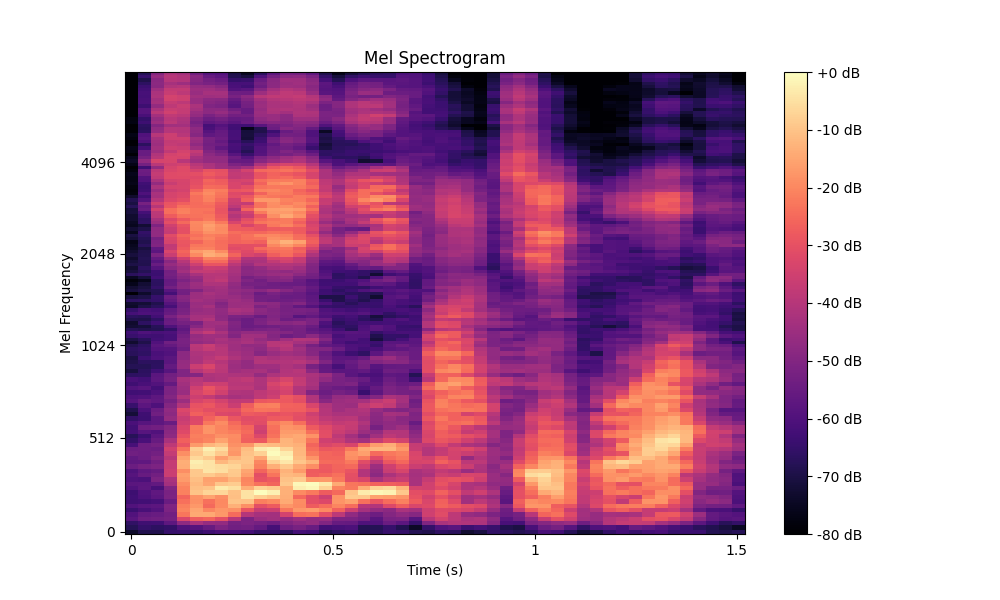 Mel Spectrogram
+0 dB
-10 dB
-20 dB
-30 dB
-40 dB
-50 dB
-60 dB
-70 dB
-80 dB
Mel Frequency
4096
2048
1024
512
0
0
0.5
1
1.5
Time (s)